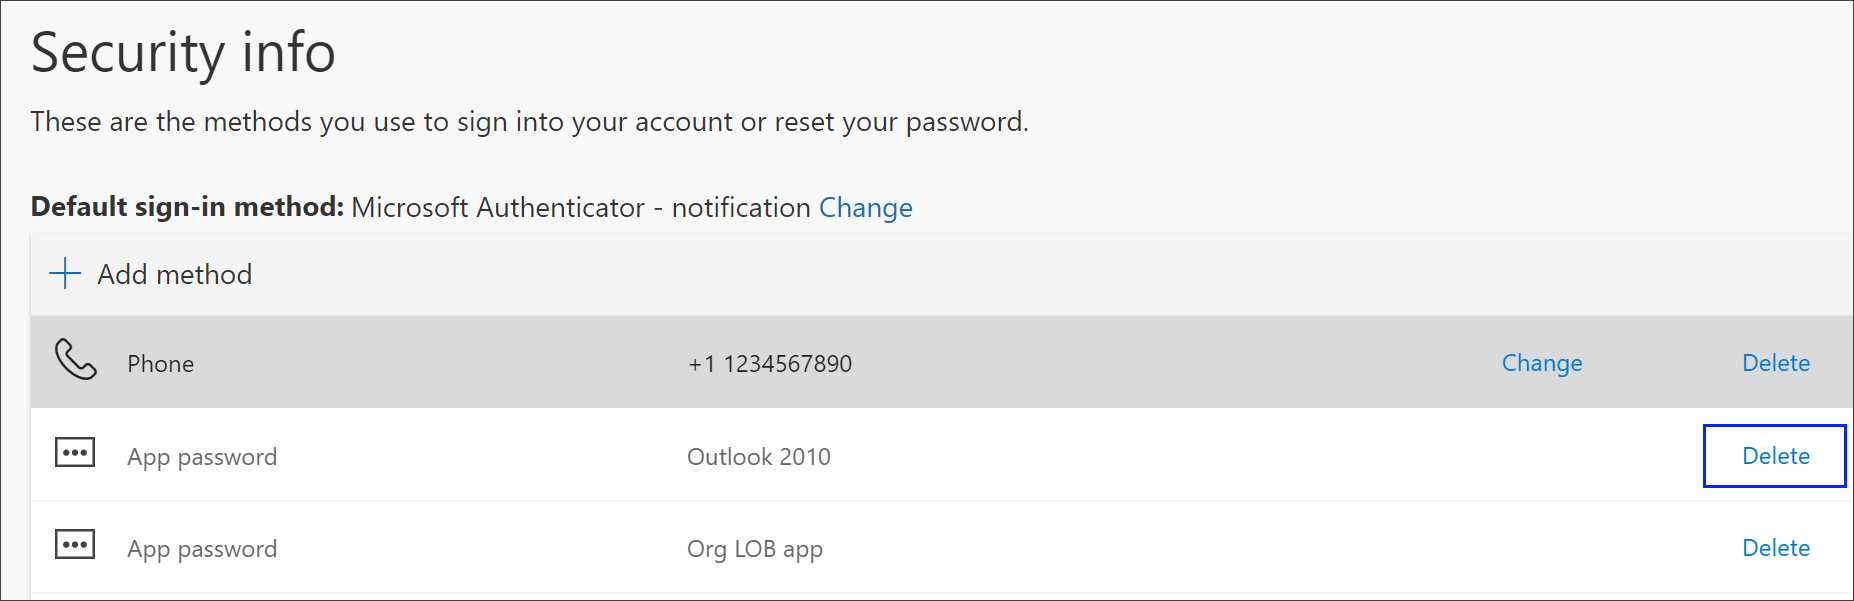 Security info
These are the methods you use to sign into your account or reset your password.
Default sign-in method: Microsoft Authenticator - notification Change
Add method
Phone +1 1234567890 Change Delete
App password Outlook 2010 Delete
App password Org LOB app Delete